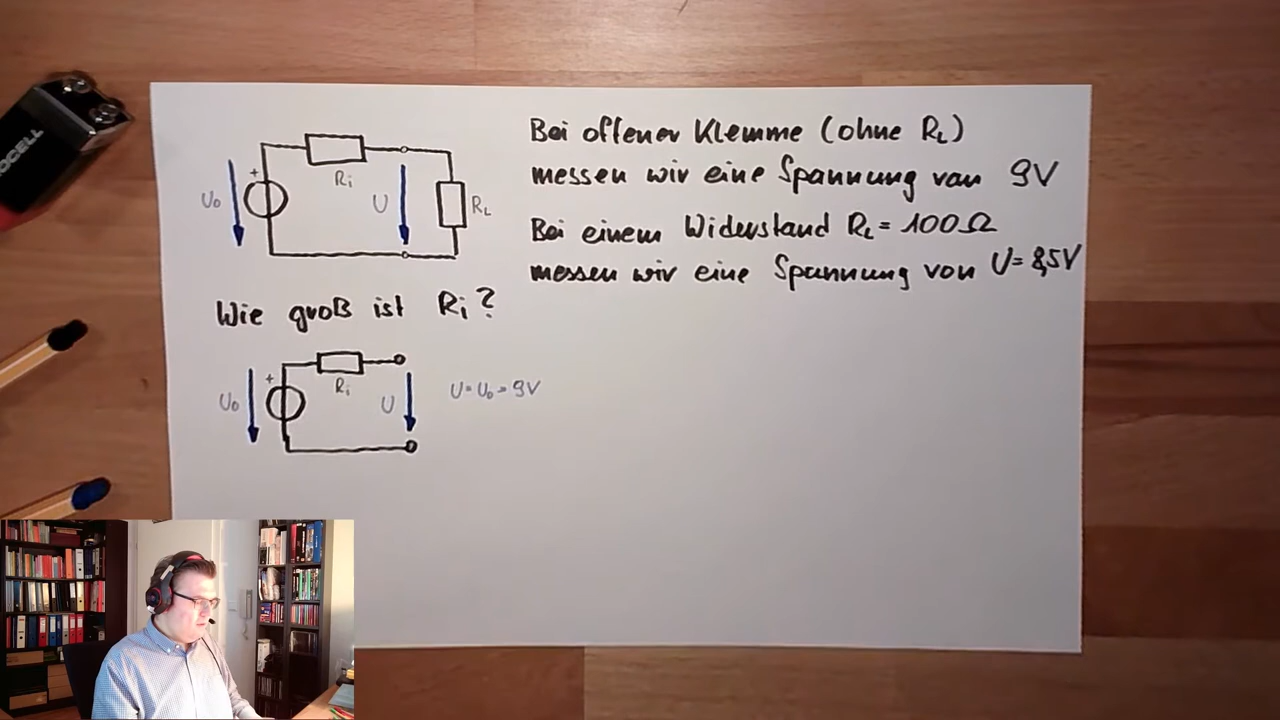 OCELL
Bei offener Klemme (ohne RL)
messen wir eine Spannung von 9V
Bei einem Widerstand RL = 100Ω
messen wir eine Spannung von U = 8,5V
U0
+
Ri
U
RL
Wie groß ist Ri?
U0
+
Ri
U
U = U0 = 9V